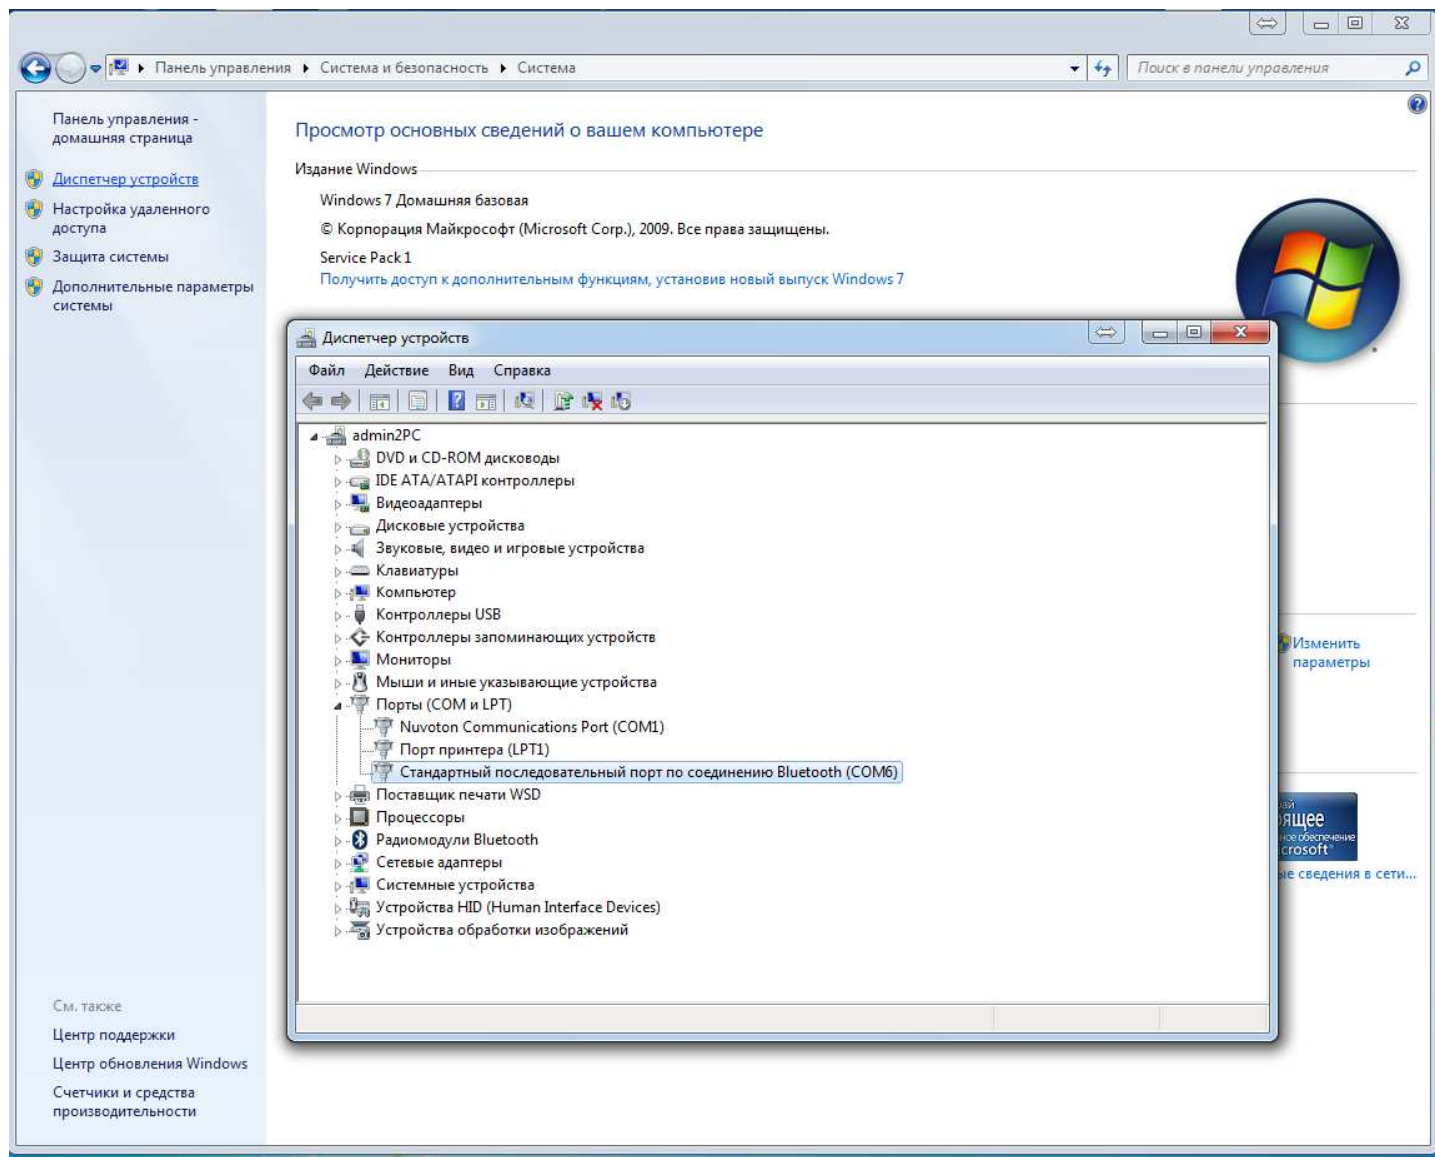 Панель управления
Система и безопасность
Система
Поиск в панели управления
Панель управления -
домашняя страница
Диспетчер устройств
Настройка удаленного
доступа
Защита системы
Дополнительные параметры
системы
Просмотр основных сведений о вашем компьютере
Издание Windows
Windows 7 Домашняя базовая
© Корпорация Майкрософт (Microsoft Corp.), 2009. Все права защищены.
Service Pack 1
Получить доступ к дополнительным функциям, установив новый выпуск Windows 7
Диспетчер устройств
Файл Действие Вид Справка
admin2PC
DVD и CD-ROM дисководы
IDE ATA/ATAPI контроллеры
Видеоадаптеры
Дисковые устройства
Звуковые, видео и игровые устройства
Клавиатуры
Компьютер
Контроллеры USB
Контроллеры запоминающих устройств
Мониторы
Мыши и иные указывающие устройства
Порты (COM и LPT)
Nuvoton Communications Port (COM1)
Порт принтера (LPT1)
Стандартный последовательный порт по соединению Bluetooth (COM6)
Поставщик печати WSD
Процессоры
Радиомодули Bluetooth
Сетевые адаптеры
Системные устройства
Устройства HID (Human Interface Devices)
Устройства обработки изображений
Изменить
параметры
ящее
ное обеспечение
crosoft
ые сведения в сети...
См. также
Центр поддержки
Центр обновления Windows
Счетчики и средства
производительности